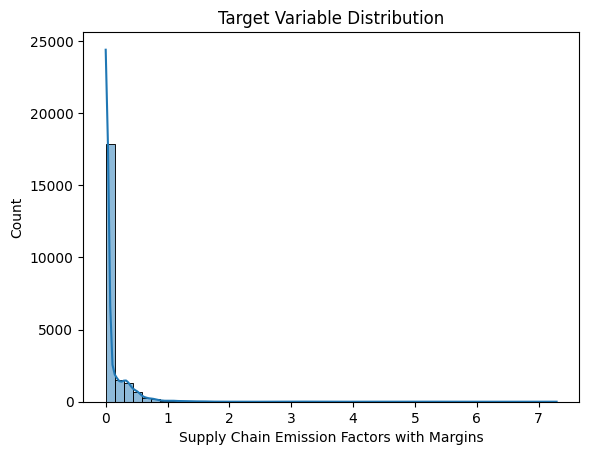 Target Variable Distribution
25000
20000
15000
10000
5000
0
Count
0 1 2 3 4 5 6 7
Supply Chain Emission Factors with Margins